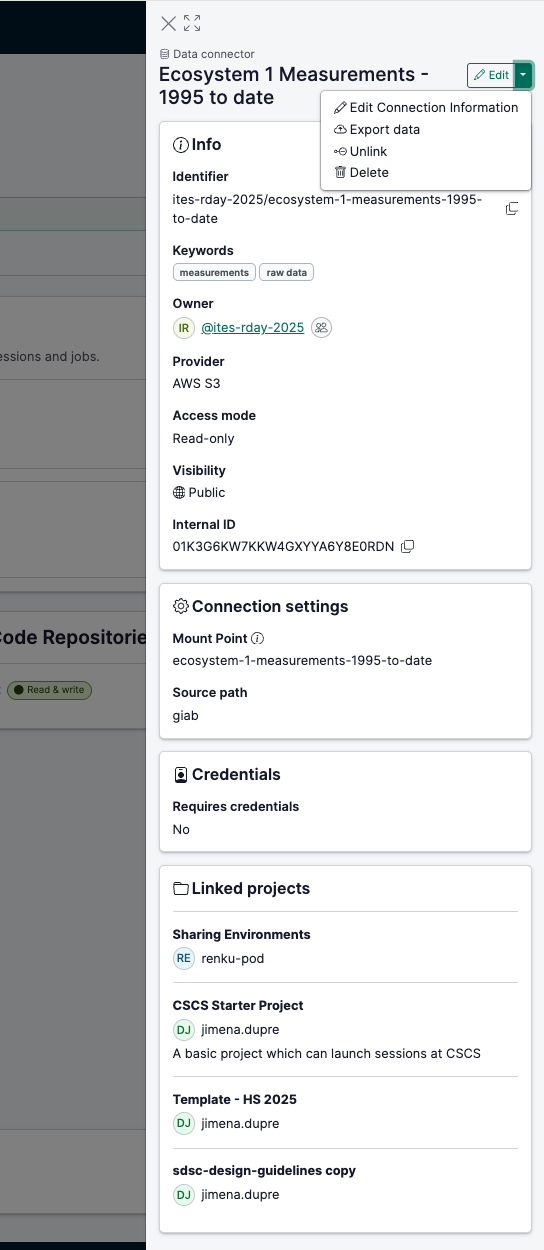 Data connector
Ecosystem 1 Measurements -
1995 to date
Edit
Edit Connection Information
Export data
Unlink
Delete
Info
Identifier
ites-rday-2025/ecosystem-1-measurements-1995-
to-date
Keywords
measurements raw data
Owner
IR @ites-rday-2025
Provider
AWS S3
Access mode
Read-only
Visibility
Public
Internal ID
01K3G6KW7KKW4GXYYA6Y8E0RDN
Connection settings
Mount Point
ecosystem-1-measurements-1995-to-date
Source path
giab
Credentials
Requires credentials
No
Linked projects
Sharing Environments
RE renku-pod
CSCS Starter Project
DJ jimena.dupre
A basic project which can launch sessions at CSCS
Template - HS 2025
DJ jimena.dupre
sdsc-design-guidelines copy
DJ jimena.dupre
essions and jobs.
Code Repositorie
Read & write